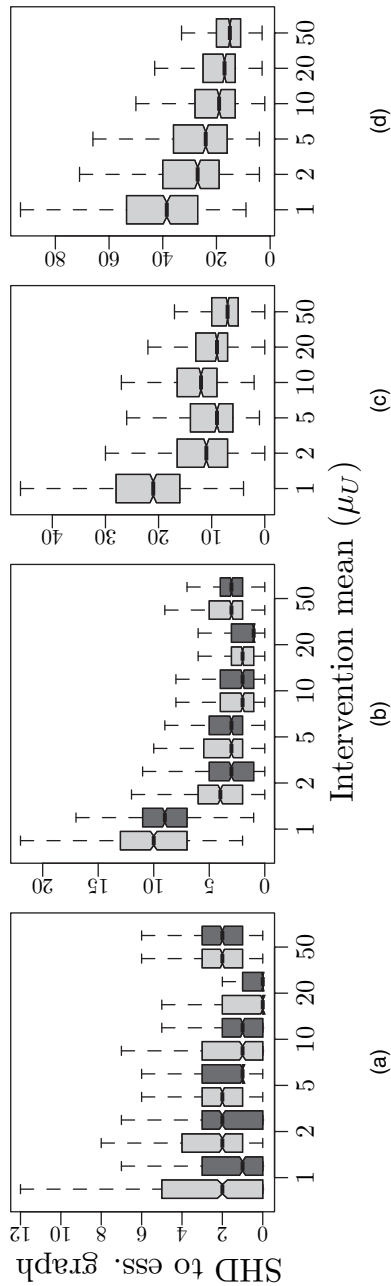 SHD to ess. graph
0 2 4 6 8 10 12
1 2 5 10 20 50
(a)
0 5 10 15 20
1 2 5 10 20 50
(b)
0 10 20 30 40
1 2 5 10 20 50
(c)
0 20 40 60 80
1 2 5 10 20 50
(d)
Intervention mean (μ_U)